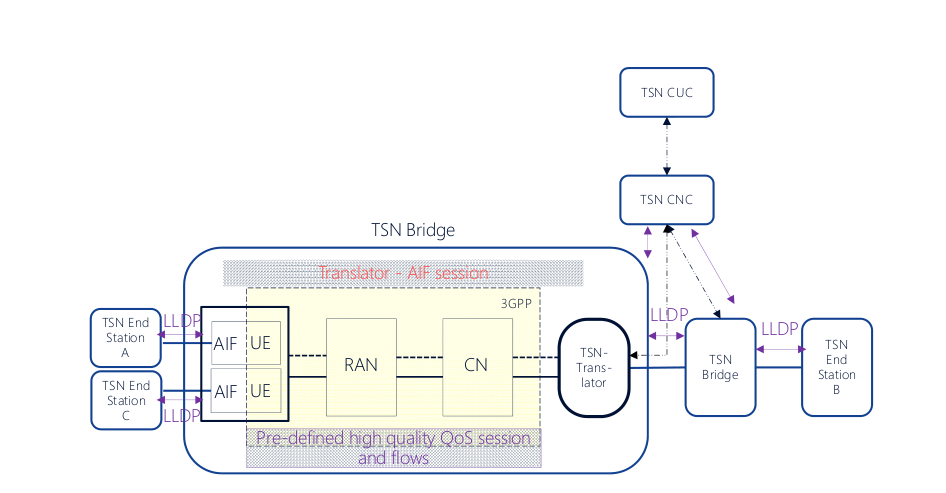 TSN CUC
TSN CNC
TSN Bridge
Translator - AIF session
3GPP
TSN End
Station
A
LLDP
AIF UE
RAN
CN
TSN-
Trans-
lator
LLDP
TSN
Bridge
LLDP
TSN
End
Station
B
TSN End
Station
C
LLDP
AIF UE
Pre-defined high quality QoS session
and flows